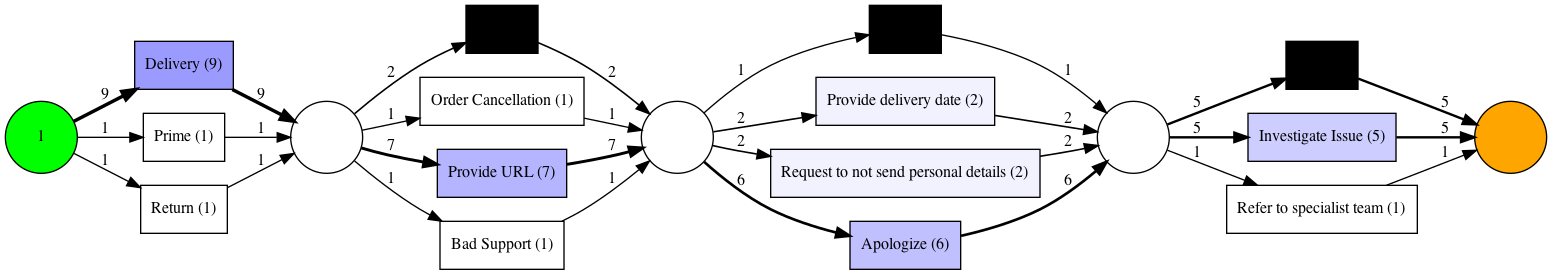 1
9
Delivery (9)
9
1
Prime (1)
1
1
Return (1)
1
2
2
1
Order Cancellation (1)
1
7
Provide URL (7)
7
1
Bad Support (1)
1
1
1
2
Provide delivery date (2)
2
2
Request to not send personal details (2)
2
6
Apologize (6)
6
5
5
5
Investigate Issue (5)
5
1
Refer to specialist team (1)
1